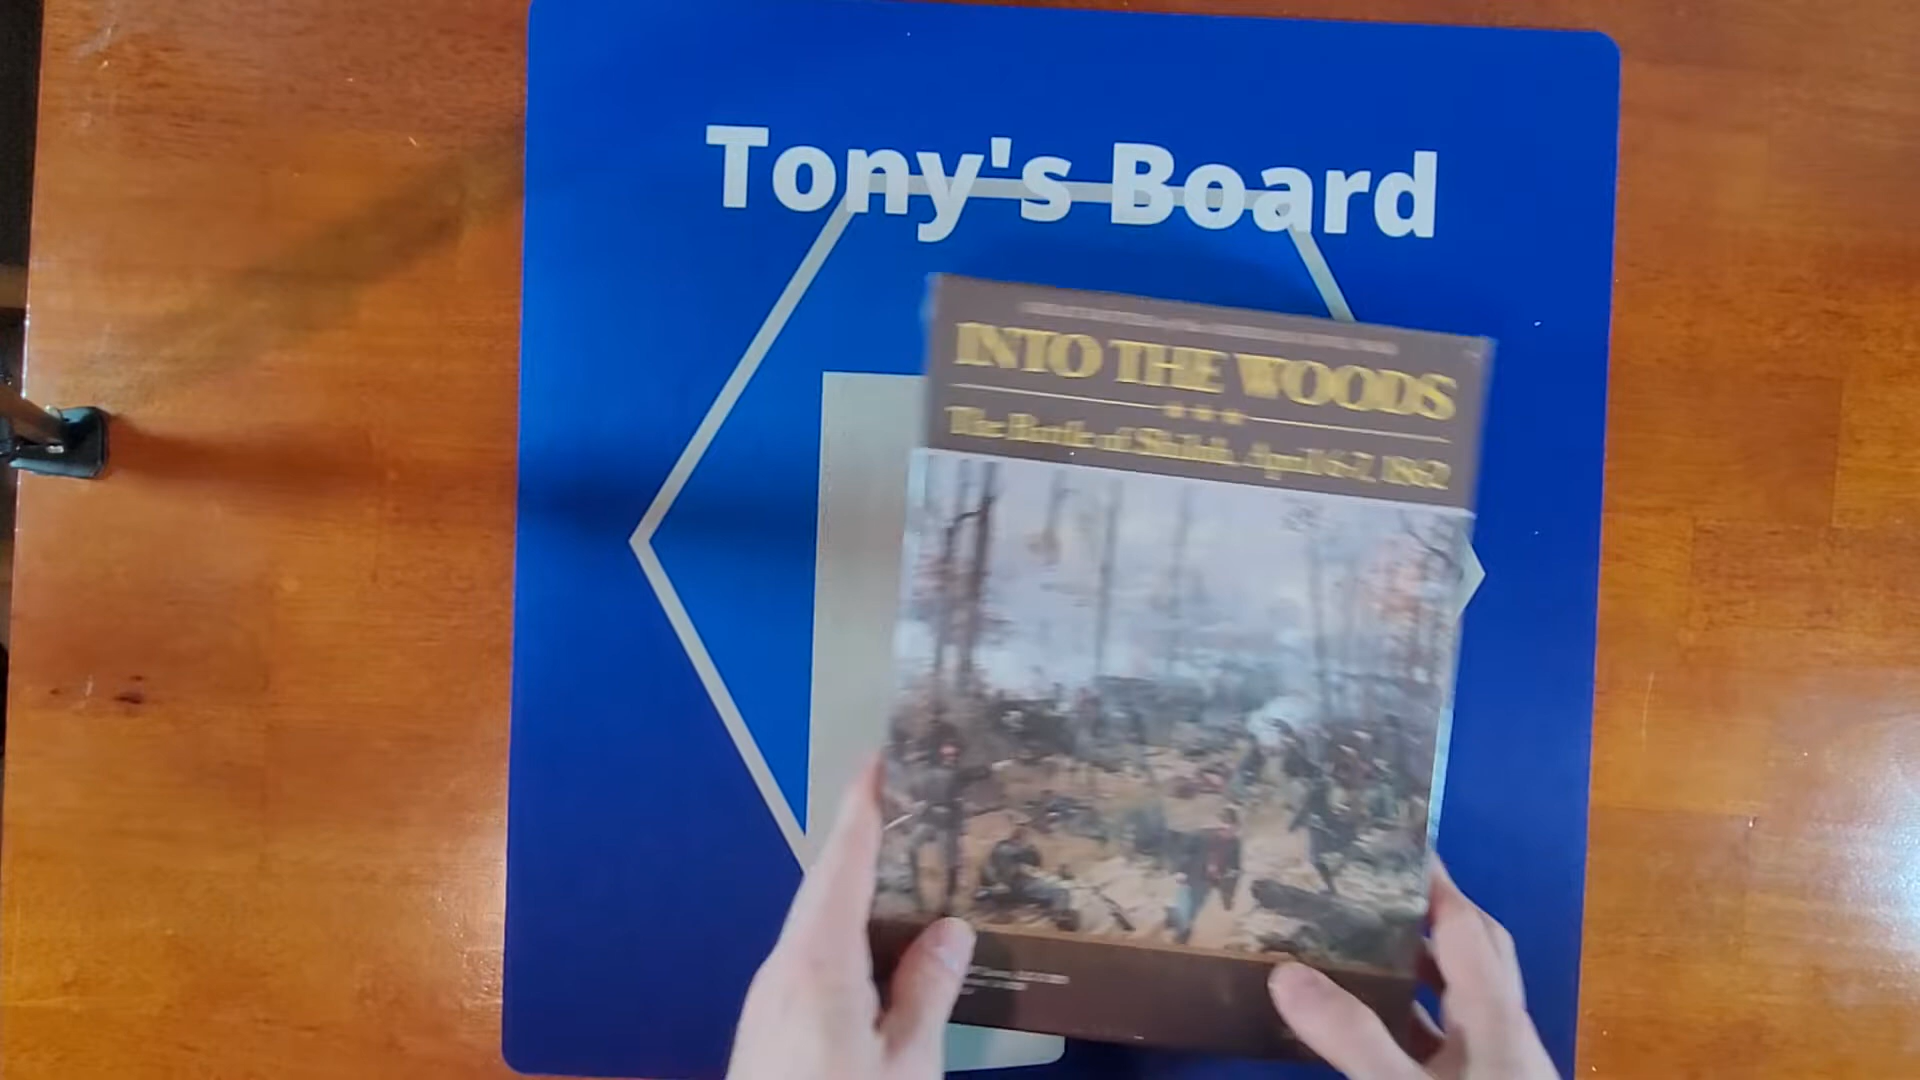 Tony's Board
INTO THE WOODS
The Battle of Shiloh, April 6-7, 1862